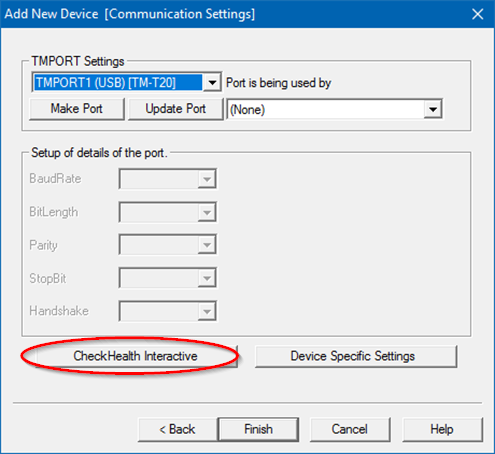 Add New Device [Communication Settings]
TMPORT Settings
TMPORT1 (USB) [TM-T20] Port is being used by
Make Port Update Port (None)
Setup of details of the port.
BaudRate
BitLength
Parity
StopBit
Handshake
CheckHealth Interactive Device Specific Settings
< Back Finish Cancel Help